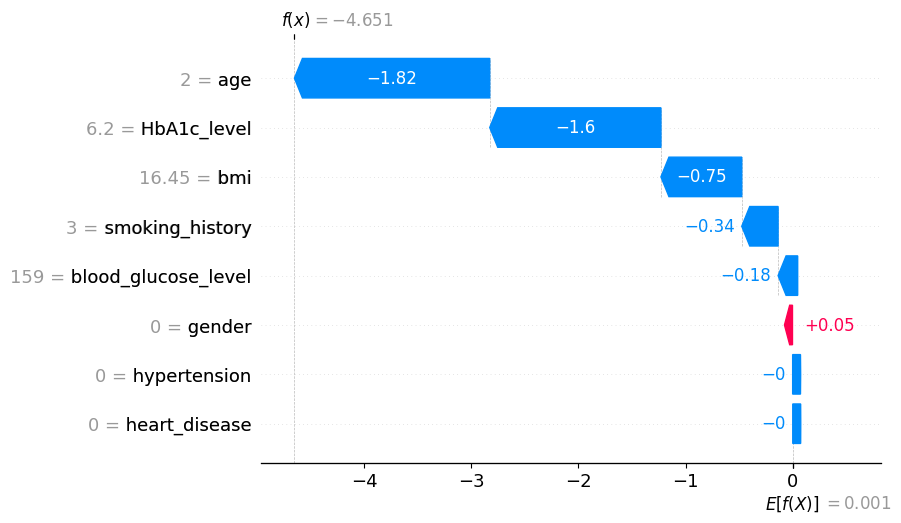 f(x) = −4.651
2 = age
−1.82
6.2 = HbA1c_level
−1.6
16.45 = bmi
−0.75
3 = smoking_history
−0.34
159 = blood_glucose_level
−0.18
0 = gender
+0.05
0 = hypertension
−0
0 = heart_disease
−0
−4 −3 −2 −1 0
E[f(X)] = 0.001